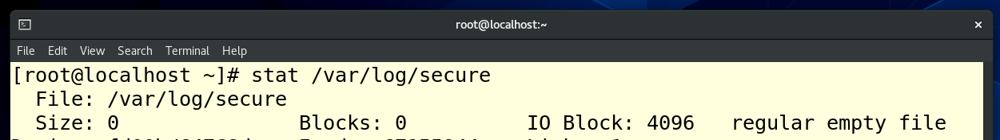 root@localhost:~
File Edit View Search Terminal Help
[root@localhost ~]# stat /var/log/secure
File: /var/log/secure
Size: 0 Blocks: 0 IO Block: 4096 regular empty file